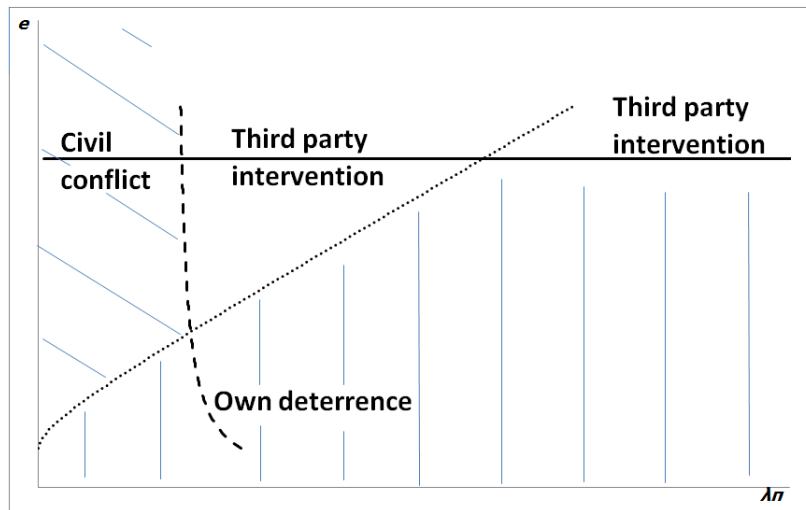 e
Civil
conflict
Third party
intervention
Third party
intervention
Own deterrence
λπ